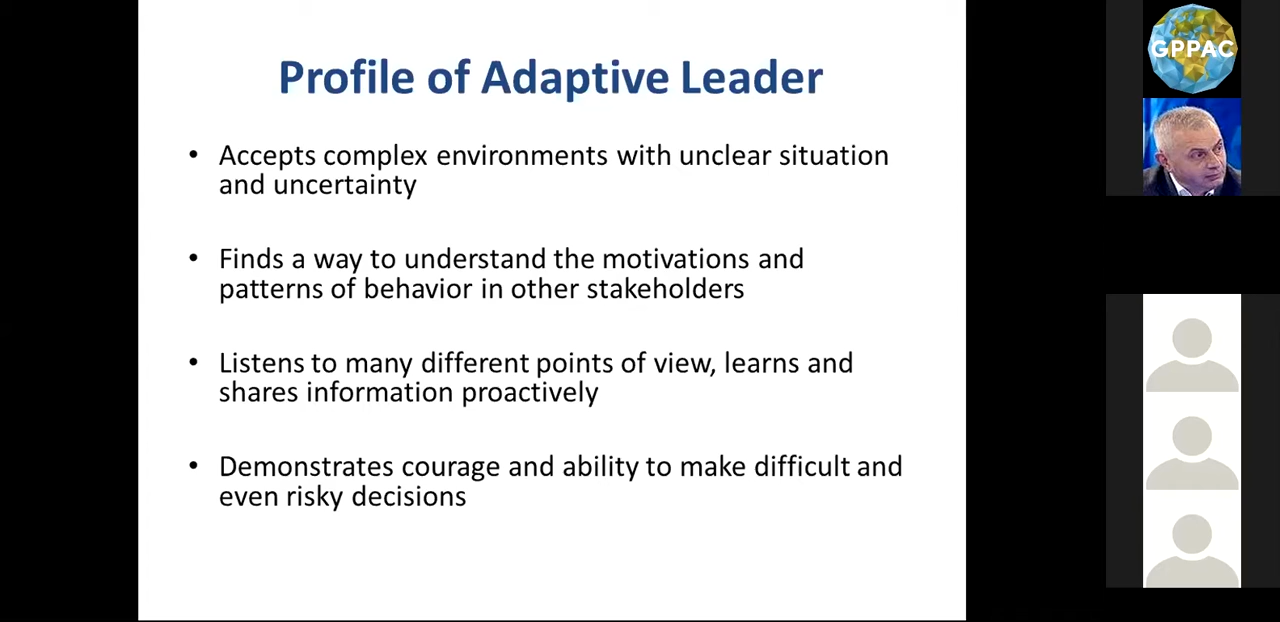 Profile of Adaptive Leader
• Accepts complex environments with unclear situation
and uncertainty
• Finds a way to understand the motivations and
patterns of behavior in other stakeholders
• Listens to many different points of view, learns and
shares information proactively
• Demonstrates courage and ability to make difficult and
even risky decisions
GPPAC